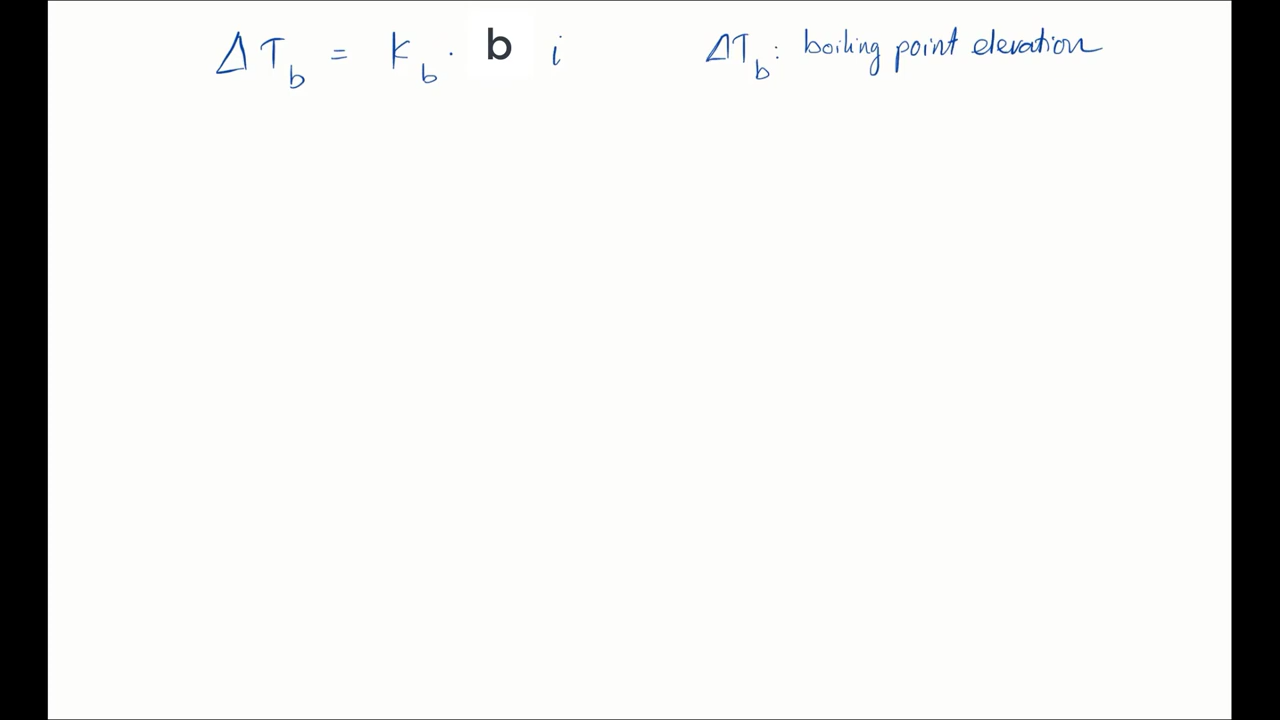 ΔT_b = K_b · b i
ΔT_b: boiling point elevation